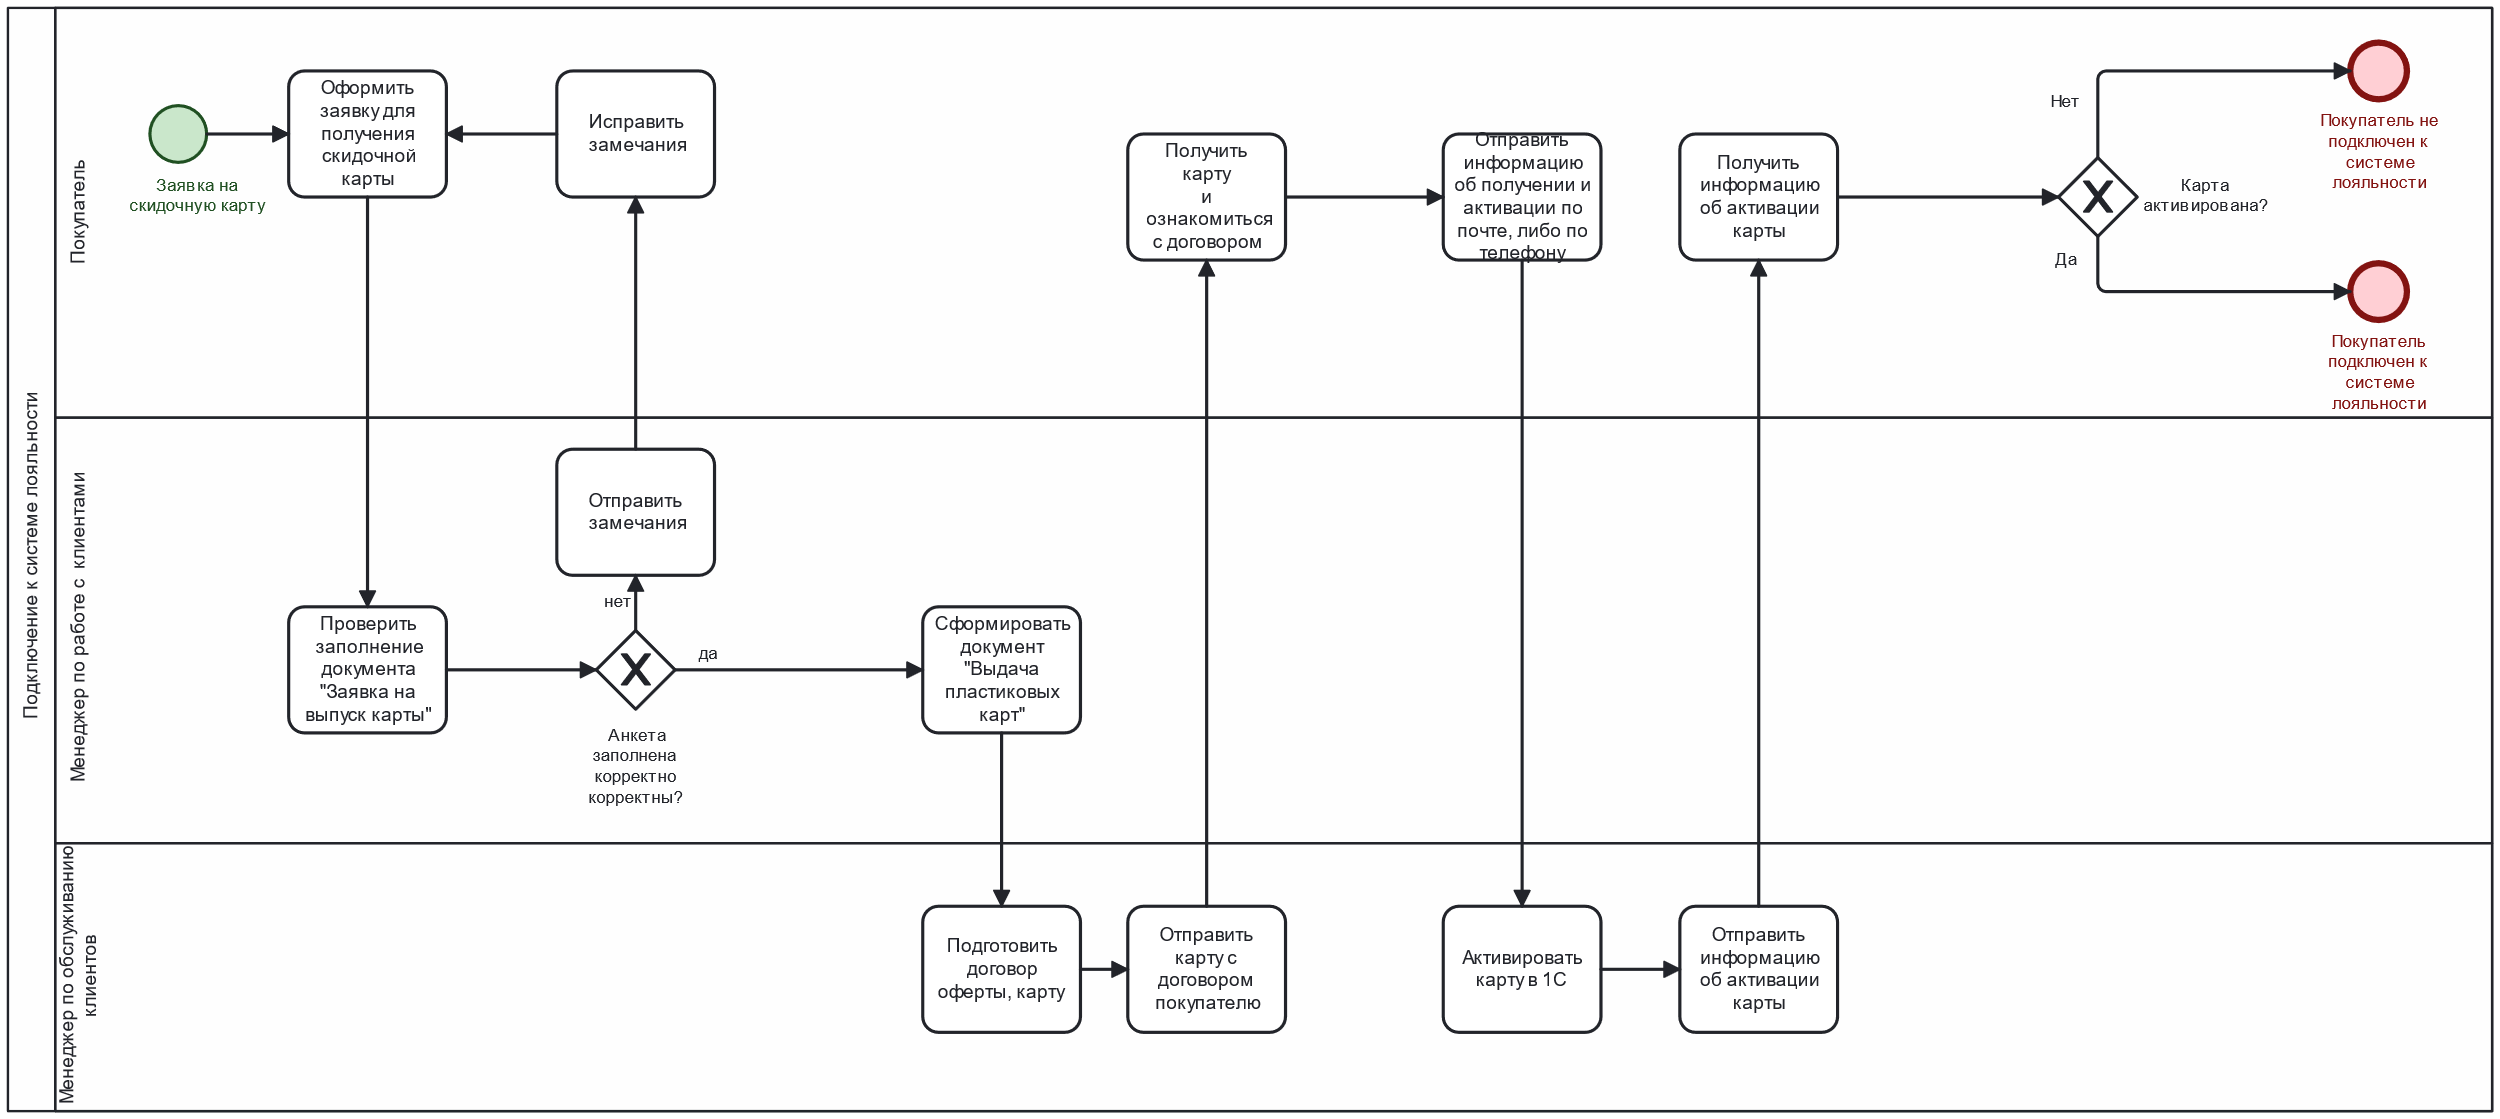 Подключение к системе лояльности
Покупатель
Заявка на
скидочную карту
Оформить
заявку для
получения
скидочной
карты
Исправить
замечания
Получить
карту
и
ознакомиться
с договором
Отправить
информацию
об получении и
активации по
почте, либо по
телефону
Получить
информацию
об активации
карты
Нет
Карта
активирована?
Да
Покупатель не
подключен к
системе
лояльности
Покупатель
подключен к
системе
лояльности
Менеджер по работе с клиентами
Отправить
замечания
нет
Проверить
заполнение
документа
"Заявка на
выпуск карты"
да
Анкета
заполнена
корректно
корректны?
Сформировать
документ
"Выдача
пластиковых
карт"
Менеджер по обслуживанию
клиентов
Подготовить
договор
оферты, карту
Отправить
карту с
договором
покупателю
Активировать
карту в 1С
Отправить
информацию
об активации
карты